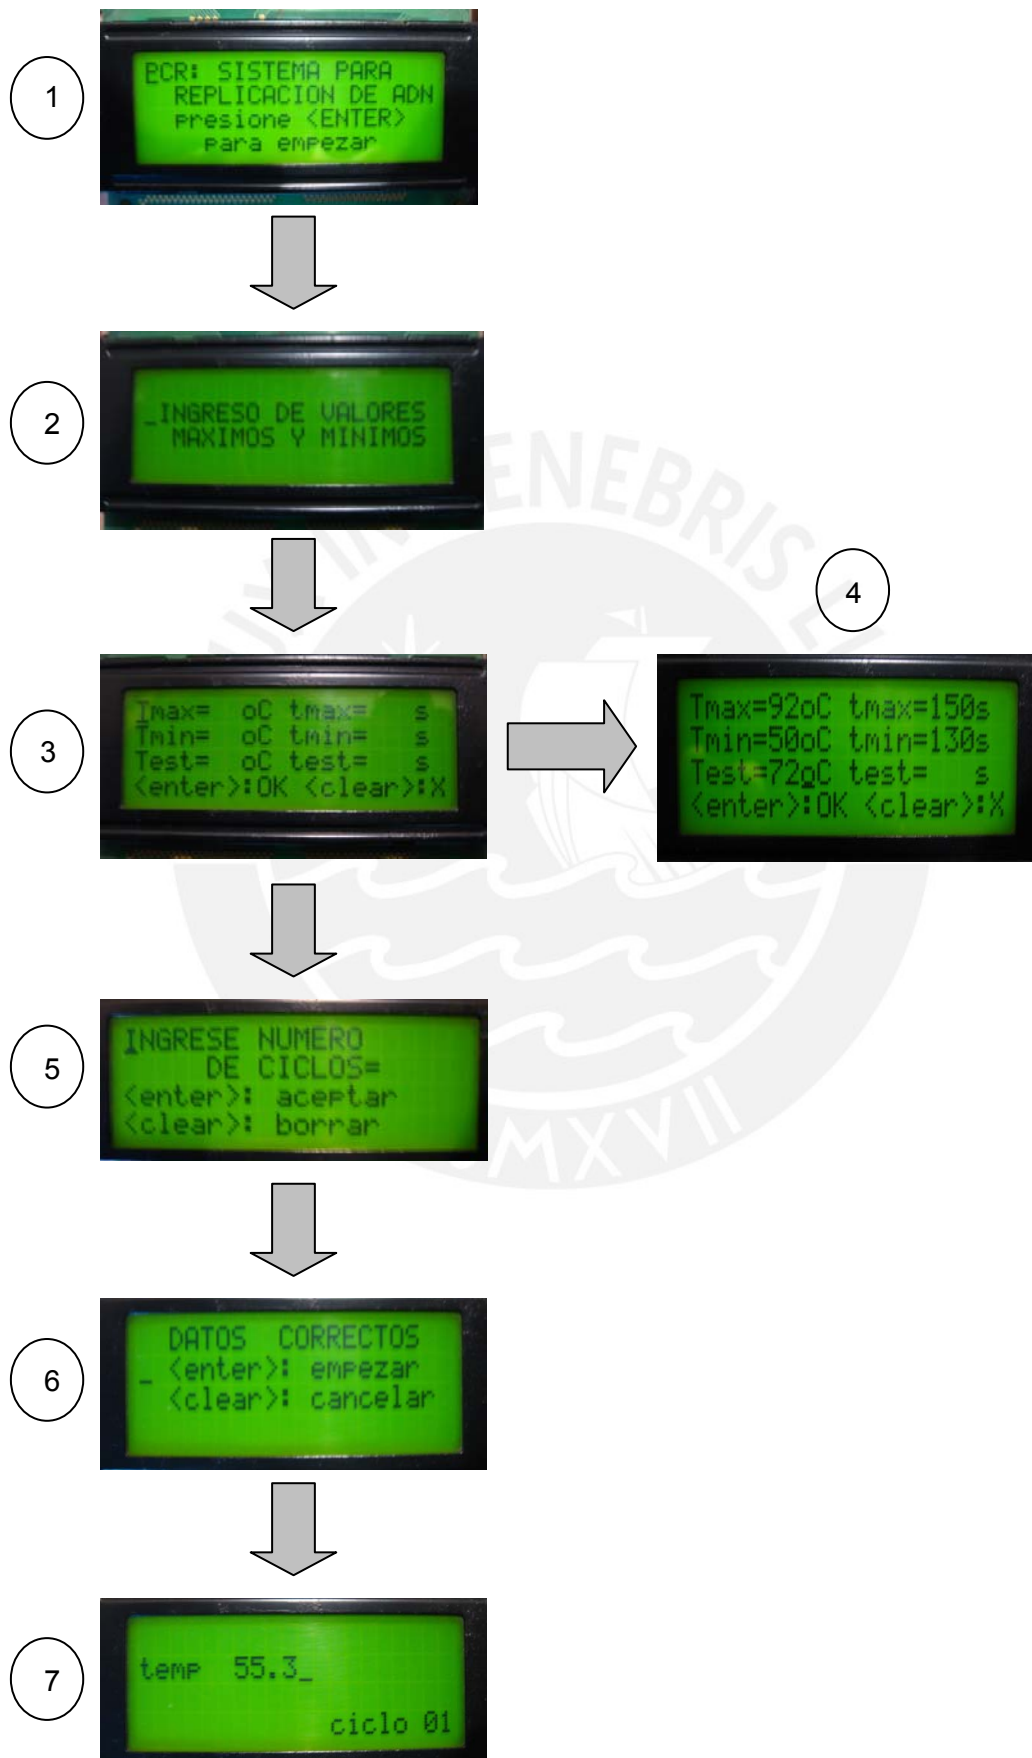 1
PCR: SISTEMA PARA
REPLICACION DE ADN
presione <ENTER>
para empezar
2
_INGRESO DE VALORES
MAXIMOS Y MINIMOS
3
Tmax= oC tmax= s
Tmin= oC tmin= s
Test= oC test= s
<enter>:OK <clear>:X
4
Tmax=92oC tmax=150s
Tmin=50oC tmin=130s
Test=72oC test= s
<enter>:OK <clear>:X
5
INGRESE NUMERO
DE CICLOS=
<enter>: aceptar
<clear>: borrar
6
DATOS CORRECTOS
_ <enter>: empezar
<clear>: cancelar
7
temp 55.3_
ciclo 01
ENEBRIS
MXVII